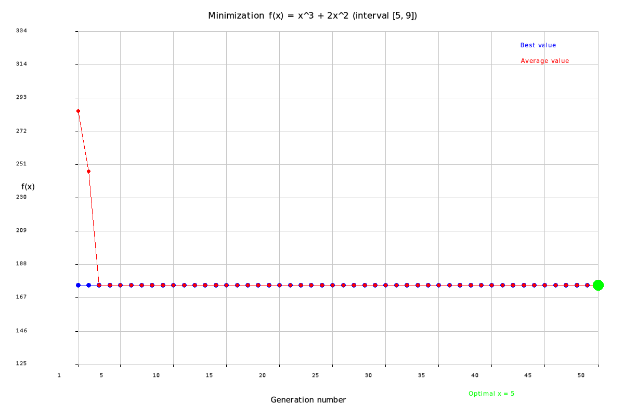 Minimization f(x) = x^3 + 2x^2 (interval [5, 9])
334
Best value
Average value
314
293
272
251
f(x)
230
209
188
167
146
125
1 5 10 15 20 25 30 35 40 45 50
Optimal x = 5
Generation number